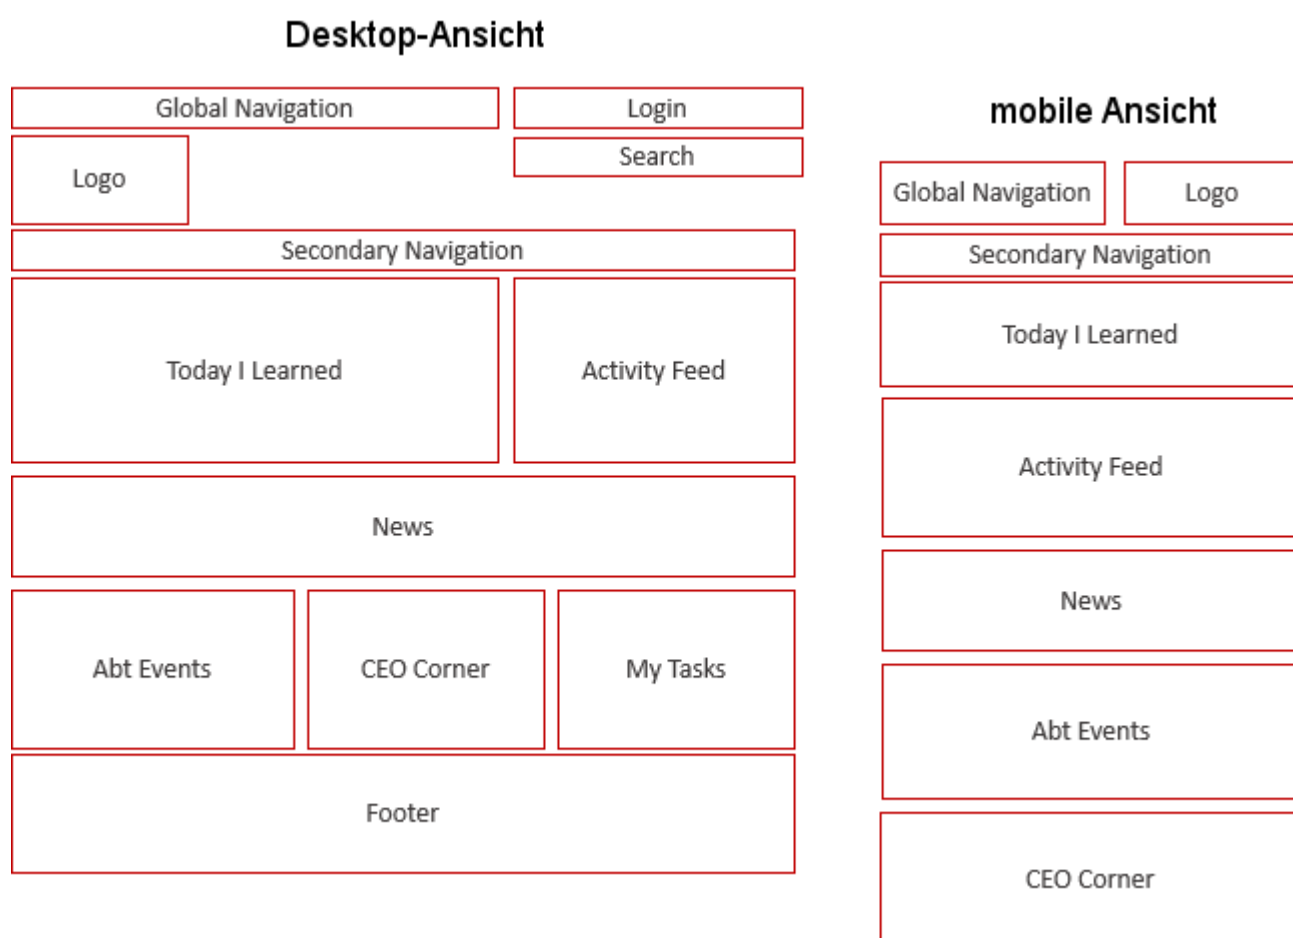 Desktop-Ansicht
Global Navigation
Login
Logo
Search
Secondary Navigation
Today I Learned
Activity Feed
News
Abt Events
CEO Corner
My Tasks
Footer
mobile Ansicht
Global Navigation
Logo
Secondary Navigation
Today I Learned
Activity Feed
News
Abt Events
CEO Corner